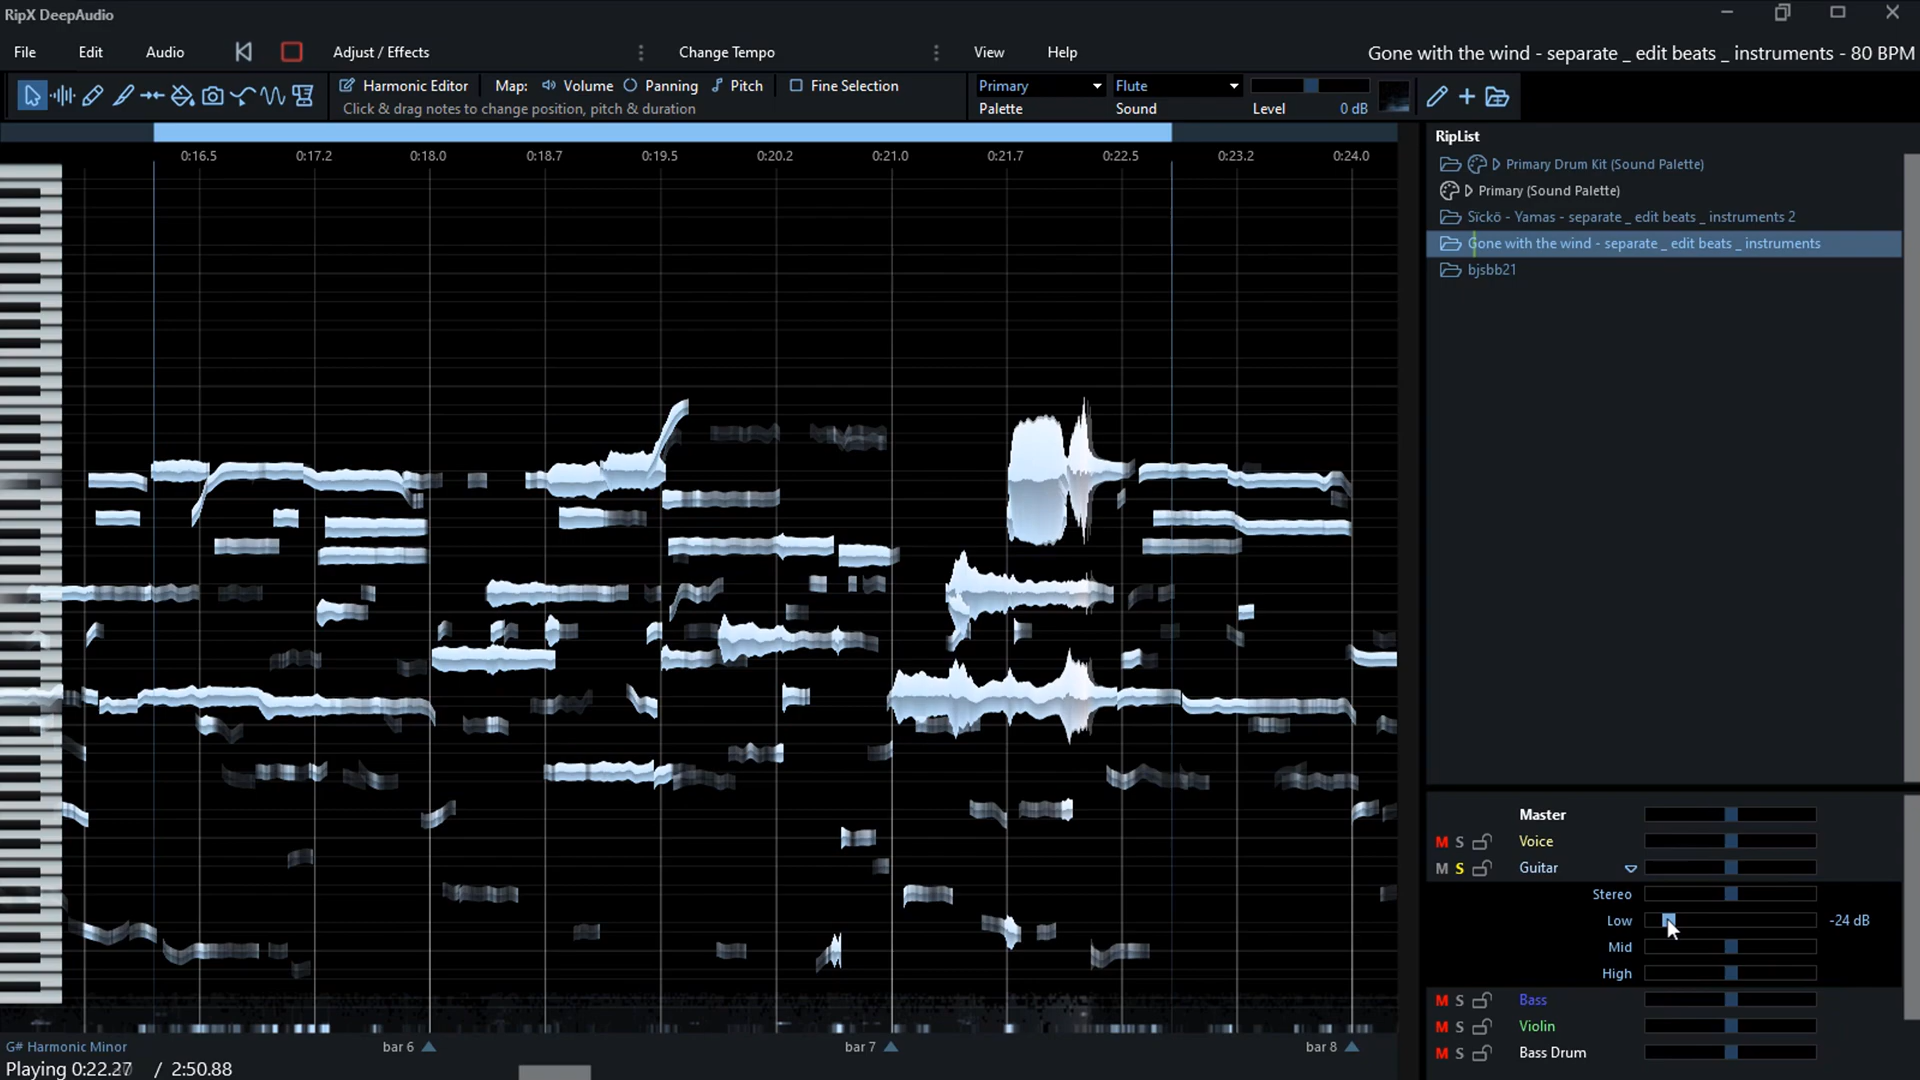 RipX DeepAudio
File Edit Audio Adjust / Effects Change Tempo View Help Gone with the wind - separate _ edit beats _ instruments - 80 BPM
Harmonic Editor Map: Volume Panning Pitch Fine Selection Primary Flute
Click & drag notes to change position, pitch & duration Palette Sound Level 0 dB
RipList
0:16.5 0:17.2 0:18.0 0:18.7 0:19.5 0:20.2 0:21.0 0:21.7 0:22.5 0:23.2 0:24.0
Primary Drum Kit (Sound Palette)
Primary (Sound Palette)
Sïckö - Yamas - separate _ edit beats _ instruments 2
Gone with the wind - separate _ edit beats _ instruments
bjsbb21
Master
M S Voice
M S Guitar
Stereo
Low -24 dB
Mid
High
M S Bass
M S Violin
M S Bass Drum
G# Harmonic Minor bar 6 bar 7 bar 8
Playing 0:22.27 / 2:50.88